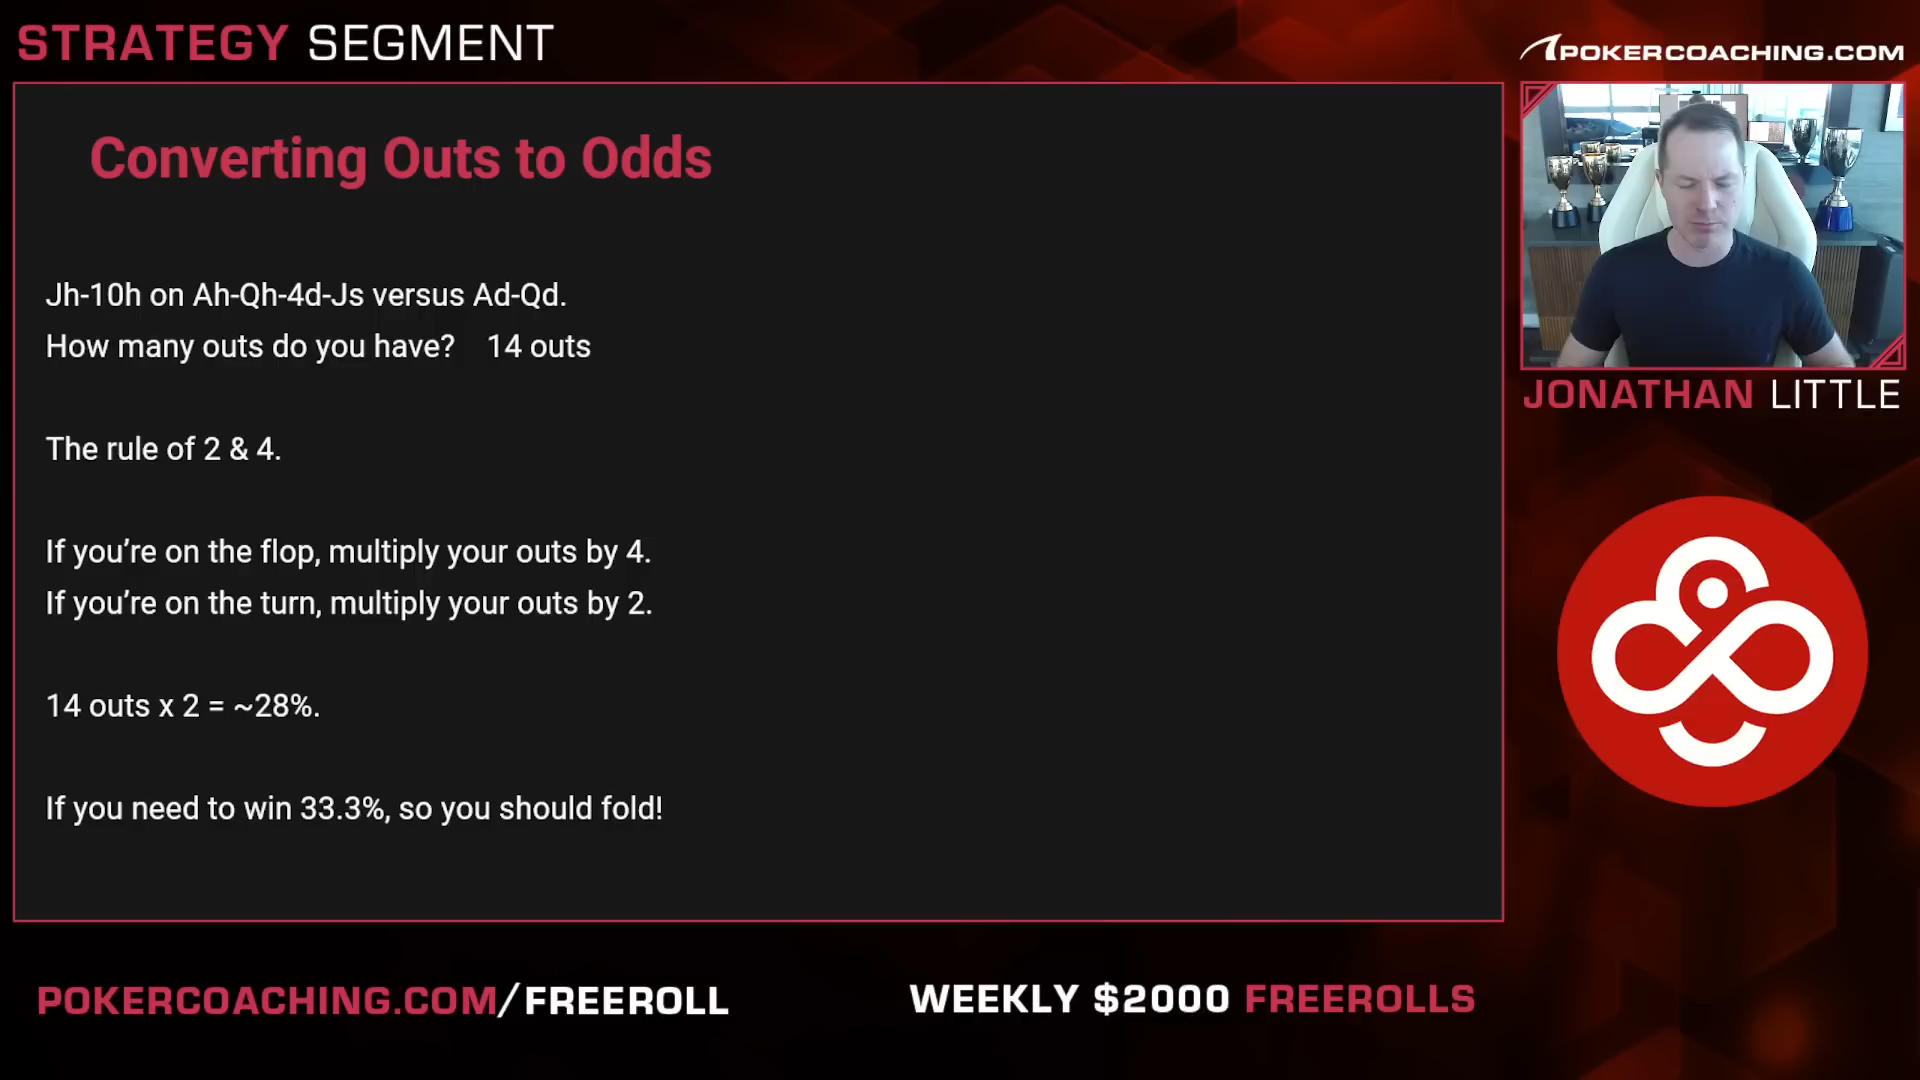 STRATEGY SEGMENT
POKERCOACHING.COM
Converting Outs to Odds
Jh-10h on Ah-Qh-4d-Js versus Ad-Qd.
How many outs do you have? 14 outs
The rule of 2 & 4.
If you’re on the flop, multiply your outs by 4.
If you’re on the turn, multiply your outs by 2.
14 outs x 2 = ~28%.
If you need to win 33.3%, so you should fold!
JONATHAN LITTLE
POKERCOACHING.COM/FREEROLL
WEEKLY $2000 FREEROLLS